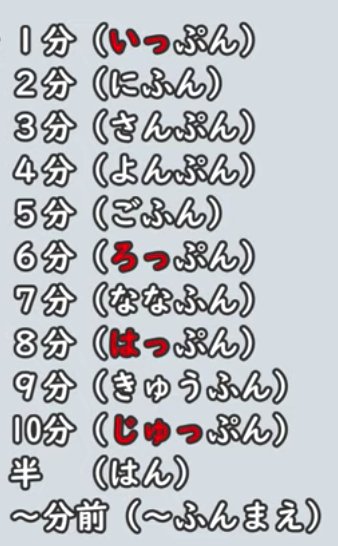 1分（いっぷん）
2分（にふん）
3分（さんぷん）
4分（よんぷん）
5分（ごふん）
6分（ろっぷん）
7分（ななふん）
8分（はっぷん）
9分（きゅうふん）
10分（じゅっぷん）
半　（はん）
～分前（～ふんまえ）